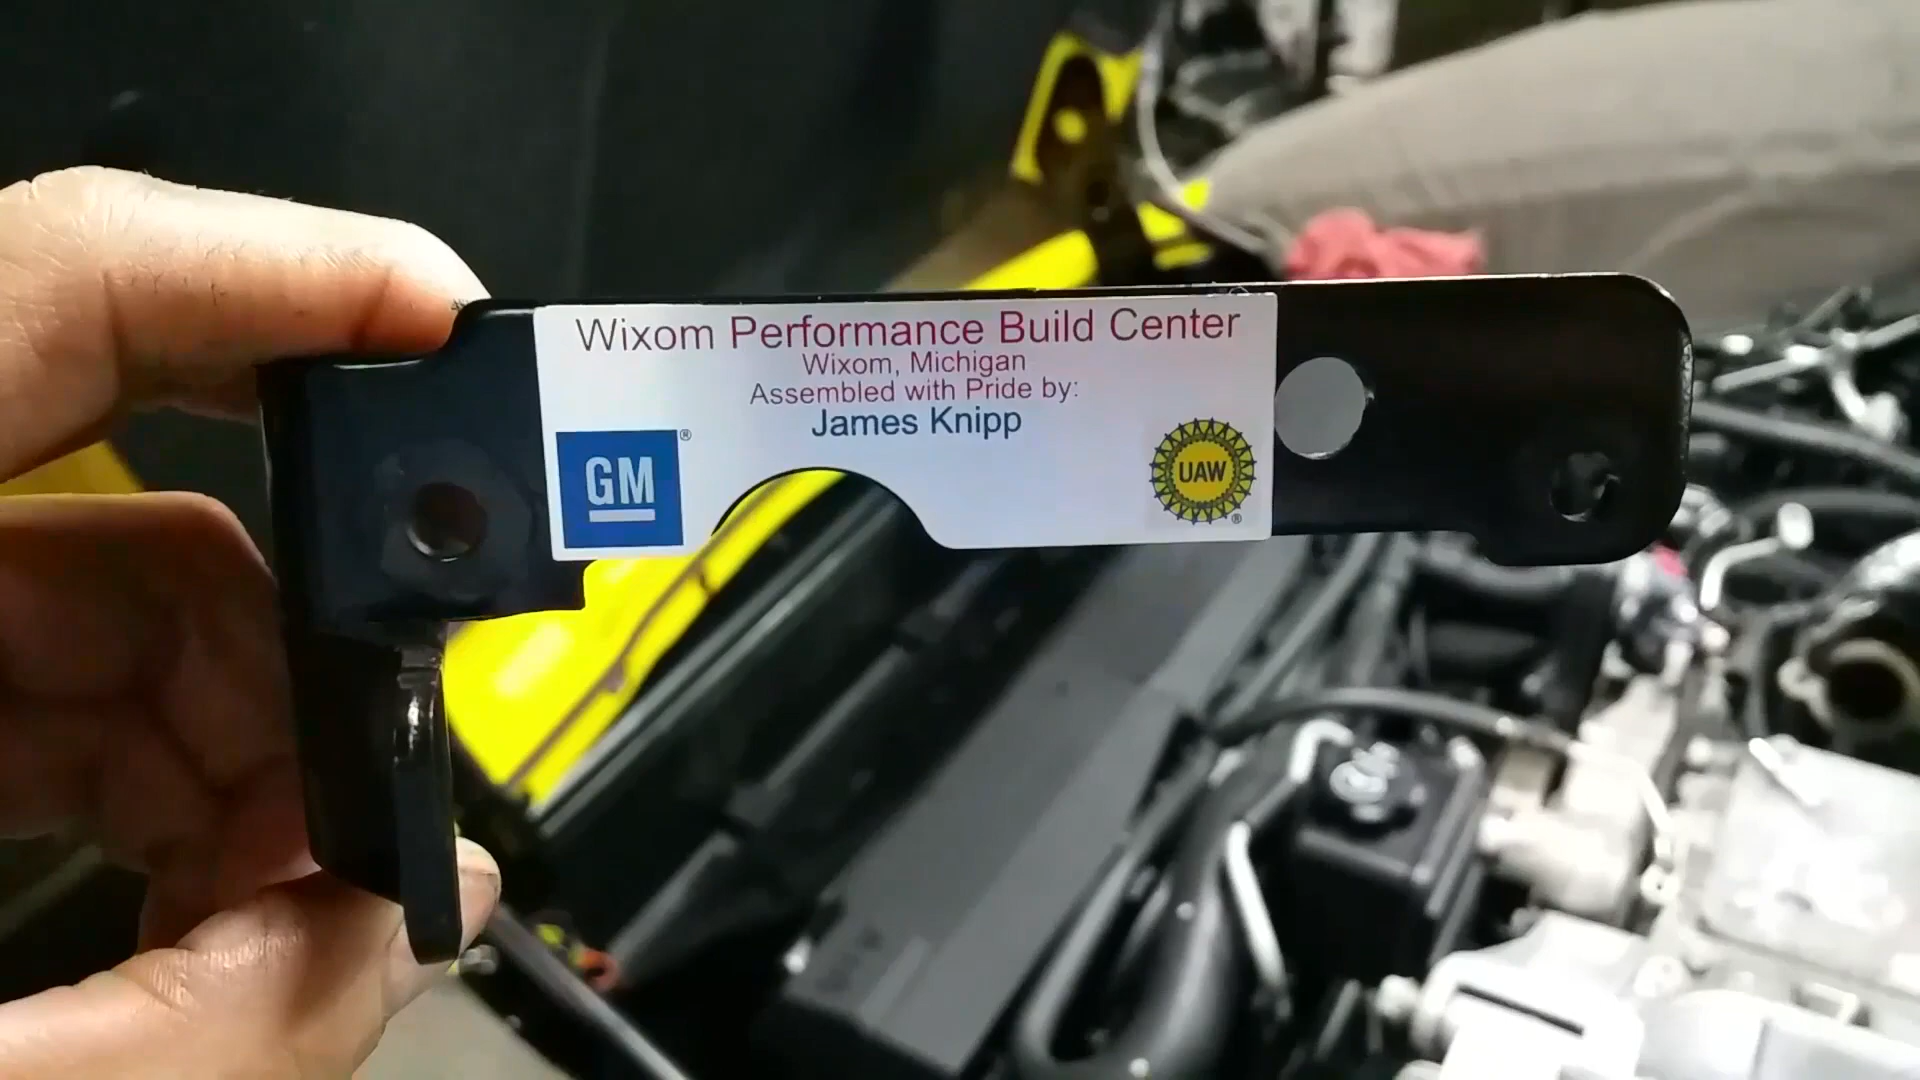 Wixom Performance Build Center
Wixom, Michigan
Assembled with Pride by:
James Knipp
GM ®
UAW ®